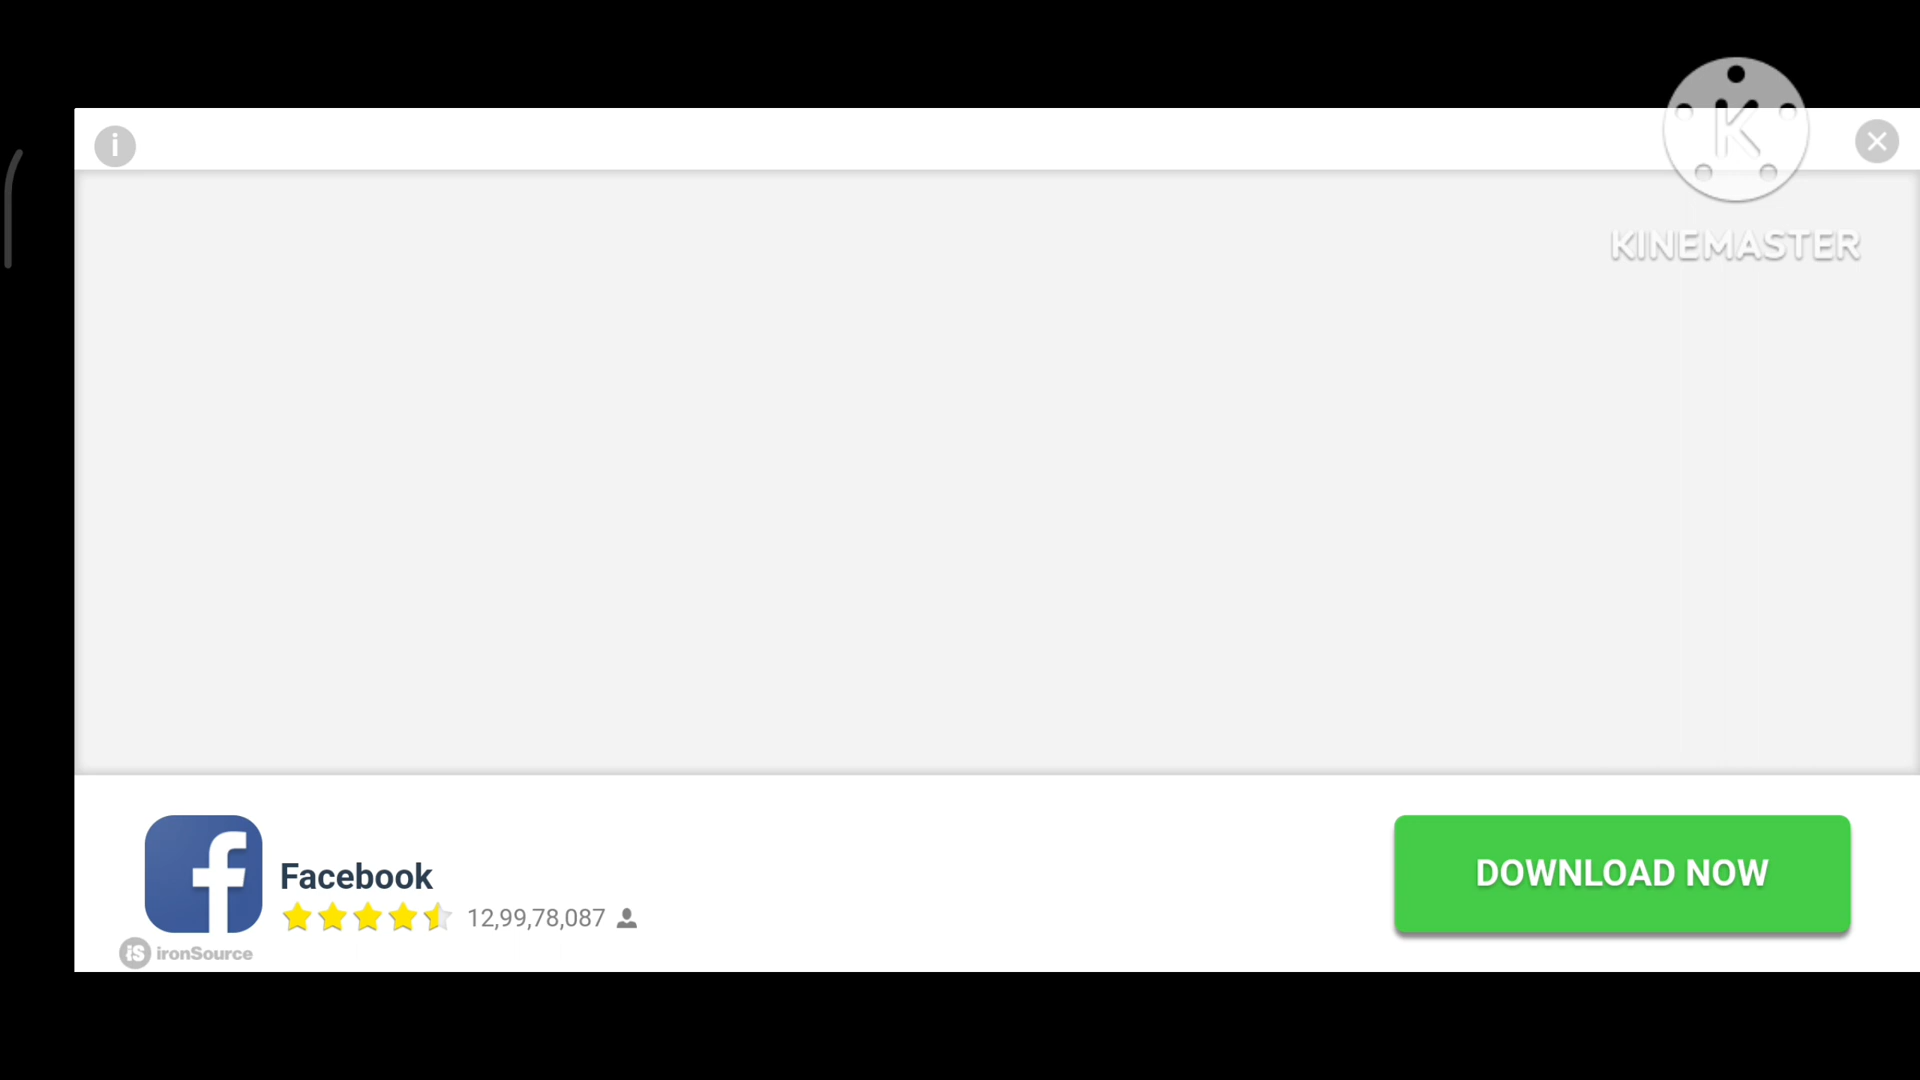 i
K
KINEMASTER
f
Facebook
12,99,78,087
DOWNLOAD NOW
iS ironSource